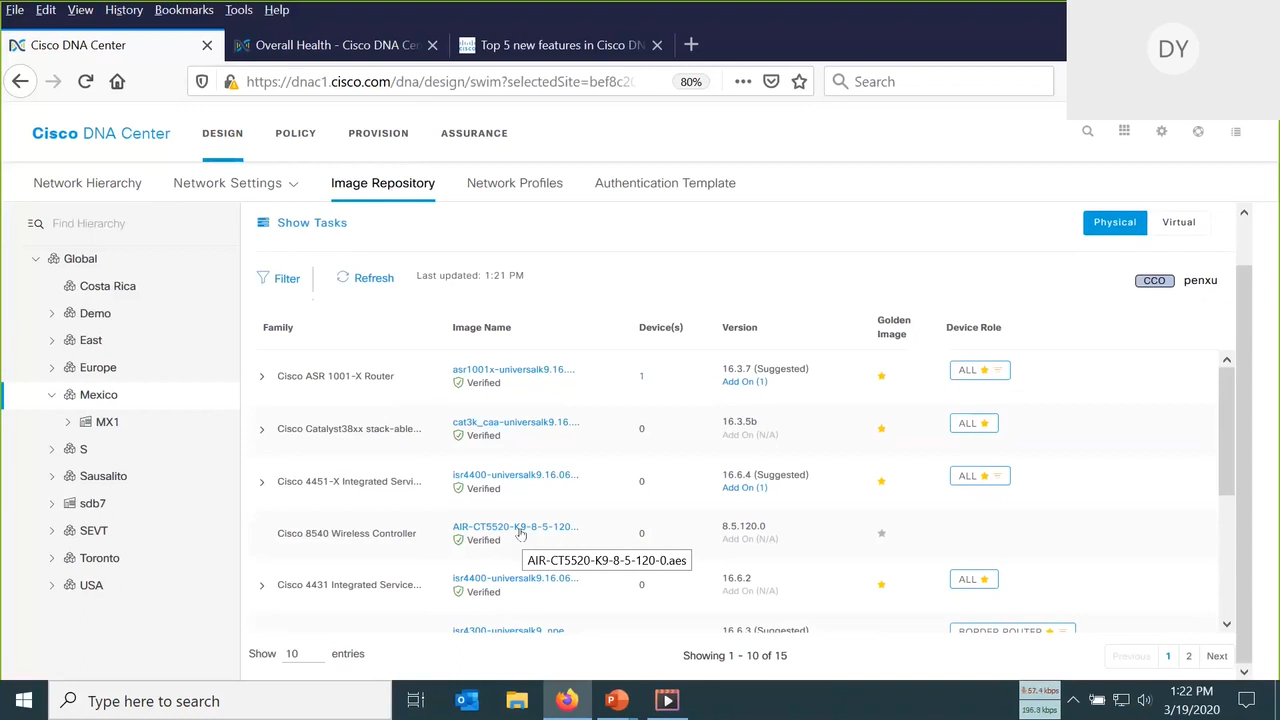 File Edit View History Bookmarks Tools Help
DY
Cisco DNA Center
Overall Health - Cisco DNA Ce
Top 5 new features in Cisco DN
https://dnac1.cisco.com/dna/design/swim?selectedSite=bef8c20
80%
Search
Cisco DNA Center
DESIGN POLICY PROVISION ASSURANCE
Network Hierarchy Network Settings Image Repository Network Profiles Authentication Template
Find Hierarchy
Global
Costa Rica
Demo
East
Europe
Mexico
MX1
S
Sausalito
sdb7
SEVT
Toronto
USA
Show Tasks
Physical Virtual
Filter Refresh Last updated: 1:21 PM
CCO penxu
Family Image Name Device(s) Version Golden Image Device Role
Cisco ASR 1001-X Router asr1001x-universalk9.16.... 1 16.3.7 (Suggested) ALL
Verified Add On (1)
Cisco Catalyst38xx stack-able... cat3k_caa-universalk9.16.... 0 16.3.5b ALL
Verified Add On (N/A)
Cisco 4451-X Integrated Servi... isr4400-universalk9.16.06... 0 16.6.4 (Suggested) ALL
Verified Add On (1)
Cisco 8540 Wireless Controller AIR-CT5520-K9-8-5-120... 0 8.5.120.0
Verified Add On (N/A)
AIR-CT5520-K9-8-5-120-0.aes
Cisco 4431 Integrated Service... isr4400-universalk9.16.06... 0 16.6.2 ALL
Verified Add On (N/A)
isr4300-universalk9_npe 16.6.3 (Suggested) BORDER ROUTER
Show 10 entries
Showing 1 - 10 of 15
Previous 1 2 Next
Type here to search
57.4 kbps
196.8 kbps
1:22 PM
3/19/2020